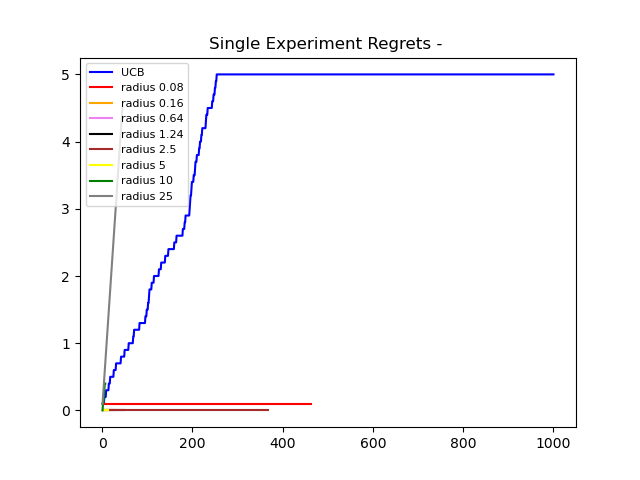 Single Experiment Regrets -
UCB
radius 0.08
radius 0.16
radius 0.64
radius 1.24
radius 2.5
radius 5
radius 10
radius 25
5
4
3
2
1
0
0 200 400 600 800 1000